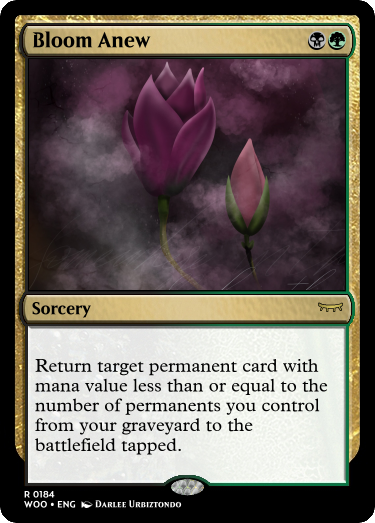 Bloom Anew
Sorcery
Return target permanent card with
mana value less than or equal to the
number of permanents you control
from your graveyard to the
battlefield tapped.
R 0184
WOO • ENG Darlee Urbiztondo